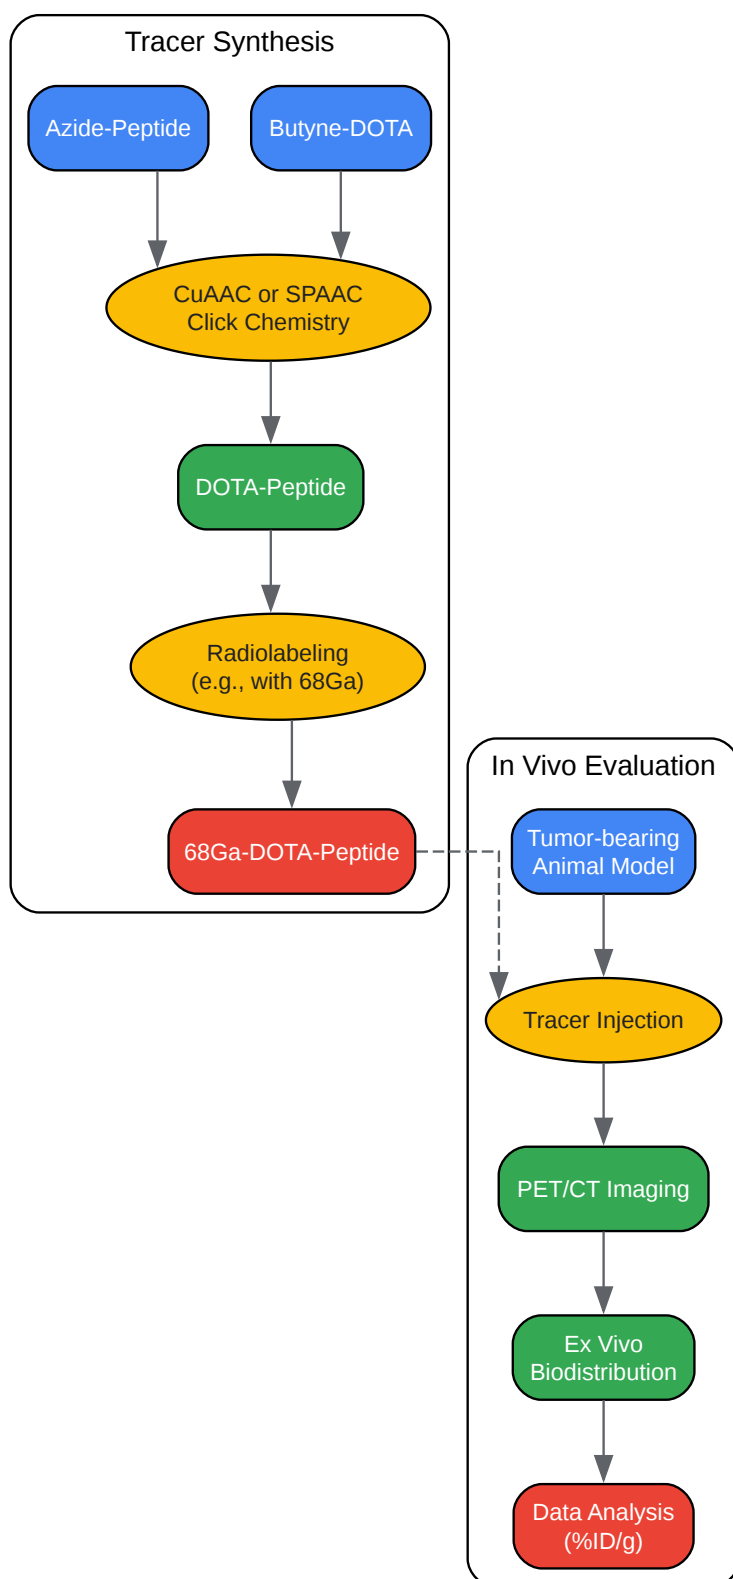 Tracer Synthesis
Azide-Peptide
Butyne-DOTA
CuAAC or SPAAC
Click Chemistry
DOTA-Peptide
Radiolabeling
(e.g., with 68Ga)
68Ga-DOTA-Peptide
In Vivo Evaluation
Tumor-bearing
Animal Model
Tracer Injection
PET/CT Imaging
Ex Vivo
Biodistribution
Data Analysis
(%ID/g)